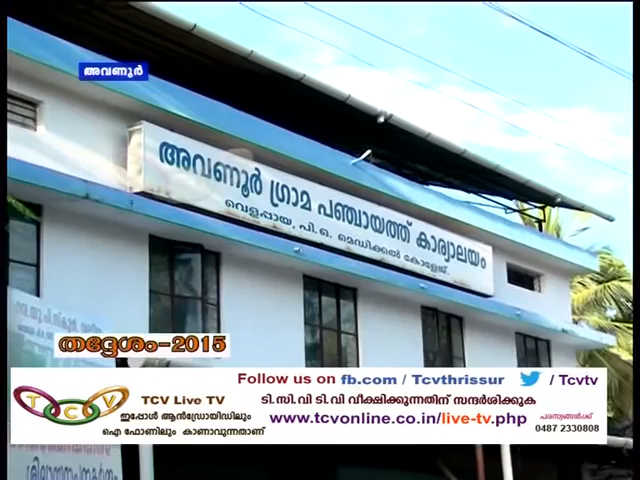 അവണൂർ
അവണൂർ ഗ്രാമ പഞ്ചായത്ത് കാര്യാലയം
വേളപ്പായ, പി.ഒ. മെഡിക്കൽ കോളേജ്.
തദ്ദേശം-2015
Follow us on fb.com / Tcvthrissur / Tcvtv
TCV
TCV Live TV
ഇപ്പോൾ ആൻഡ്രോയിഡിലും
ഐ ഫോണിലും കാണാവുന്നതാണ്
ടി.സി.വി ടി.വി വീക്ഷിക്കുന്നതിന് സന്ദർശിക്കുക
www.tcvonline.co.in/live-tv.php
പരസ്യങ്ങൾക്ക്
0487 2330808